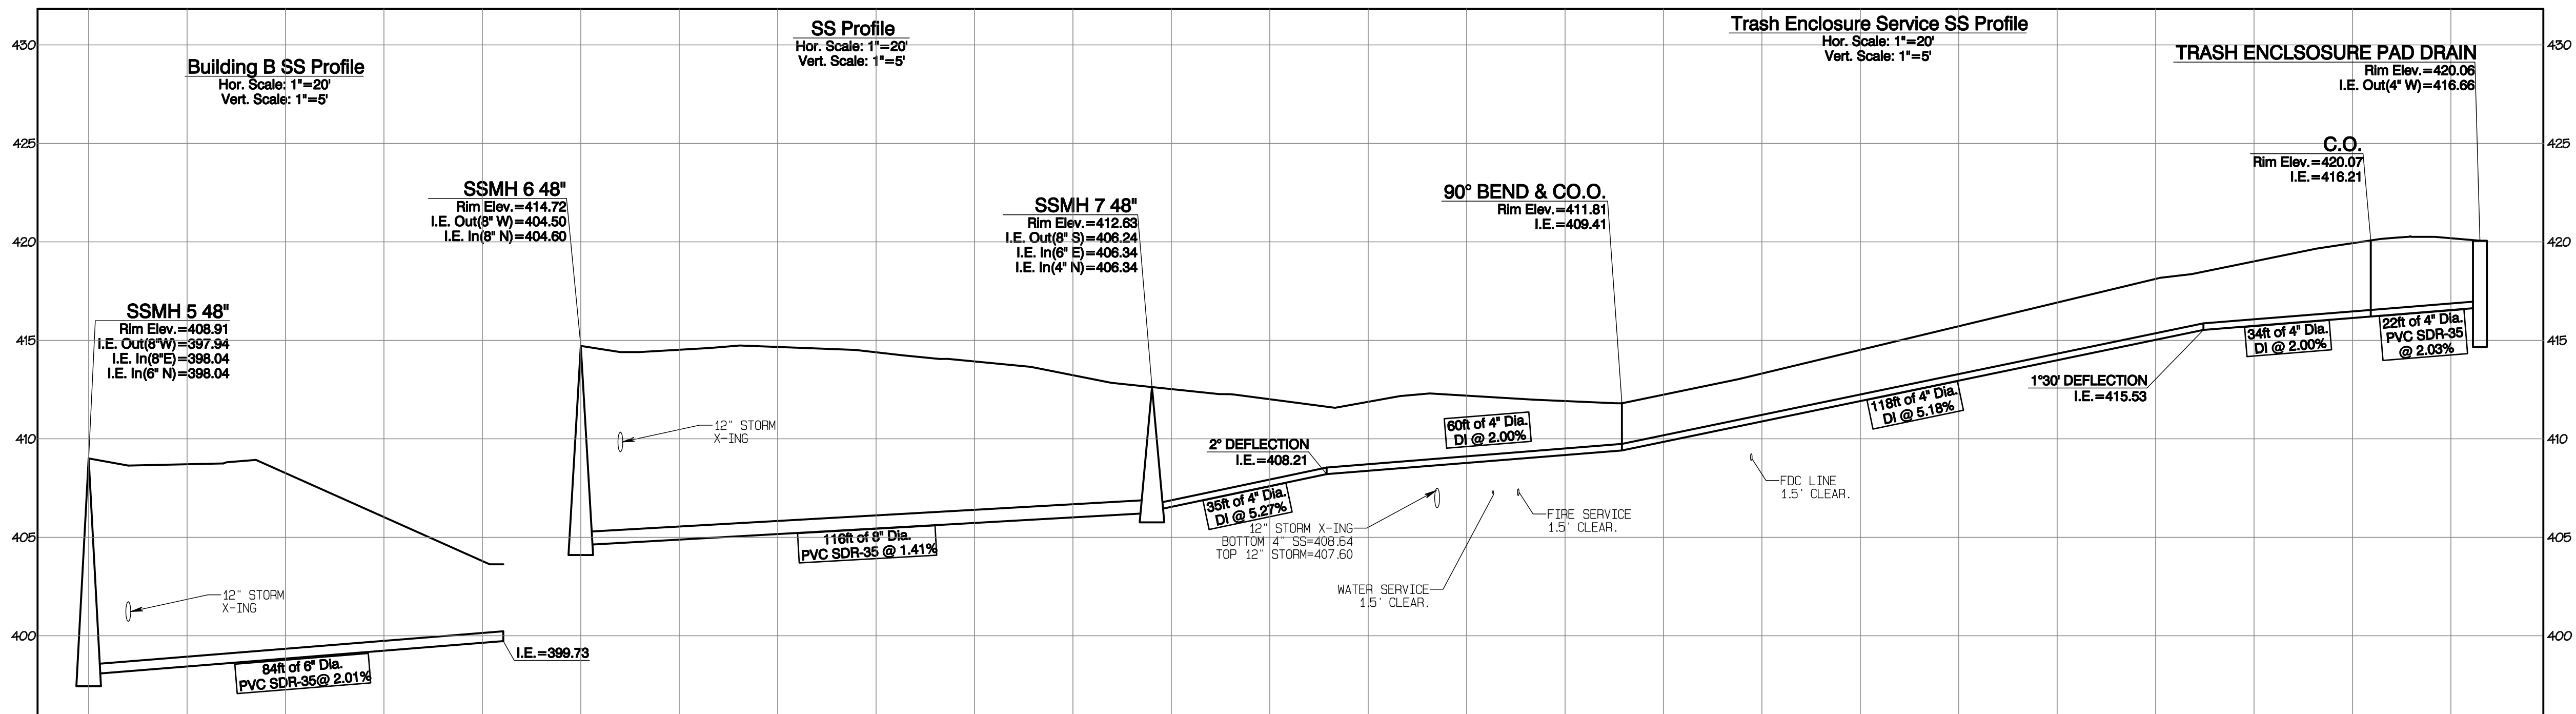 SS Profile
Hor. Scale: 1"=20'
Vert. Scale: 1"=5'
Trash Enclosure Service SS Profile
Hor. Scale: 1"=20'
Vert. Scale: 1"=5'
Building B SS Profile
Hor. Scale: 1"=20'
Vert. Scale: 1"=5'
430
425
420
415
410
405
400
430
425
420
415
410
405
400
SSMH 5 48"
Rim Elev.=408.91
I.E. Out(8"W)=397.94
I.E. In(8"E)=398.04
I.E. In(6" N)=398.04
12" STORM
X-ING
84ft of 6" Dia.
PVC SDR-35@ 2.01%
I.E.=399.73
SSMH 6 48"
Rim Elev.=414.72
I.E. Out(8" W)=404.50
I.E. In(8" N)=404.60
12" STORM
X-ING
116ft of 8" Dia.
PVC SDR-35 @ 1.41%
SSMH 7 48"
Rim Elev.=412.63
I.E. Out(8" S)=406.24
I.E. In(6" E)=406.34
I.E. In(4" N)=406.34
2° DEFLECTION
I.E.=408.21
35ft of 4" Dia.
DI @ 5.27%
12" STORM X-ING
BOTTOM 4" SS=408.64
TOP 12" STORM=407.60
WATER SERVICE
1.5' CLEAR.
60ft of 4" Dia.
DI @ 2.00%
FIRE SERVICE
1.5' CLEAR.
90° BEND & CO.O.
Rim Elev.=411.81
I.E.=409.41
FDC LINE
1.5' CLEAR.
118ft of 4" Dia.
DI @ 5.18%
1°30' DEFLECTION
I.E.=415.53
34ft of 4" Dia.
DI @ 2.00%
C.O.
Rim Elev.=420.07
I.E.=416.21
22ft of 4" Dia.
PVC SDR-35
@ 2.03%
TRASH ENCLSOSURE PAD DRAIN
Rim Elev.=420.06
I.E. Out(4" W)=416.66